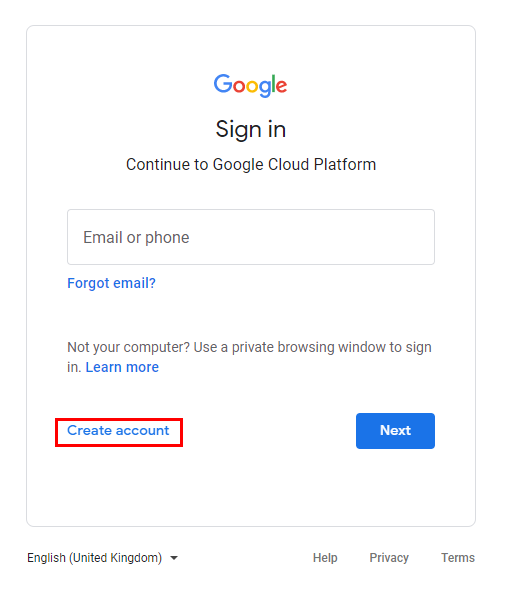 Google
Sign in
Continue to Google Cloud Platform
Email or phone
Forgot email?
Not your computer? Use a private browsing window to sign
in. Learn more
Create account
Next
English (United Kingdom)
Help
Privacy
Terms